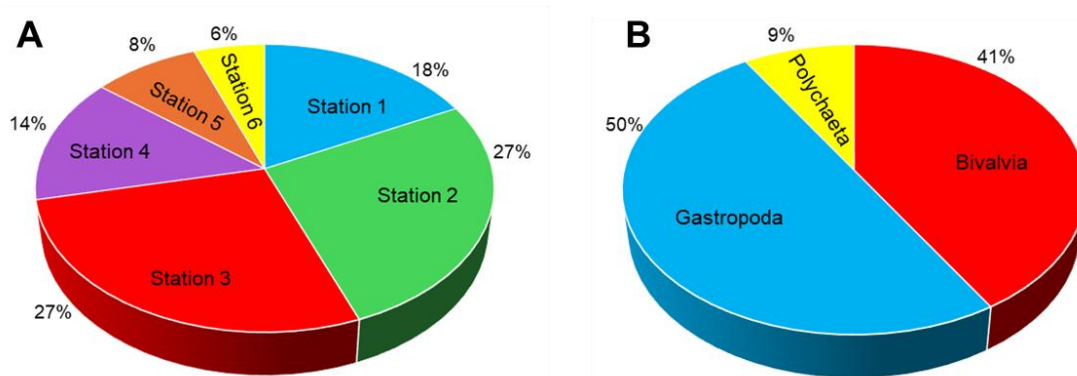 A
6%
8%
18%
Station 6
Station 5
Station 1
14%
Station 4
27%
Station 2
Station 3
27%
B
9%
41%
Polychaeta
50%
Bivalvia
Gastropoda